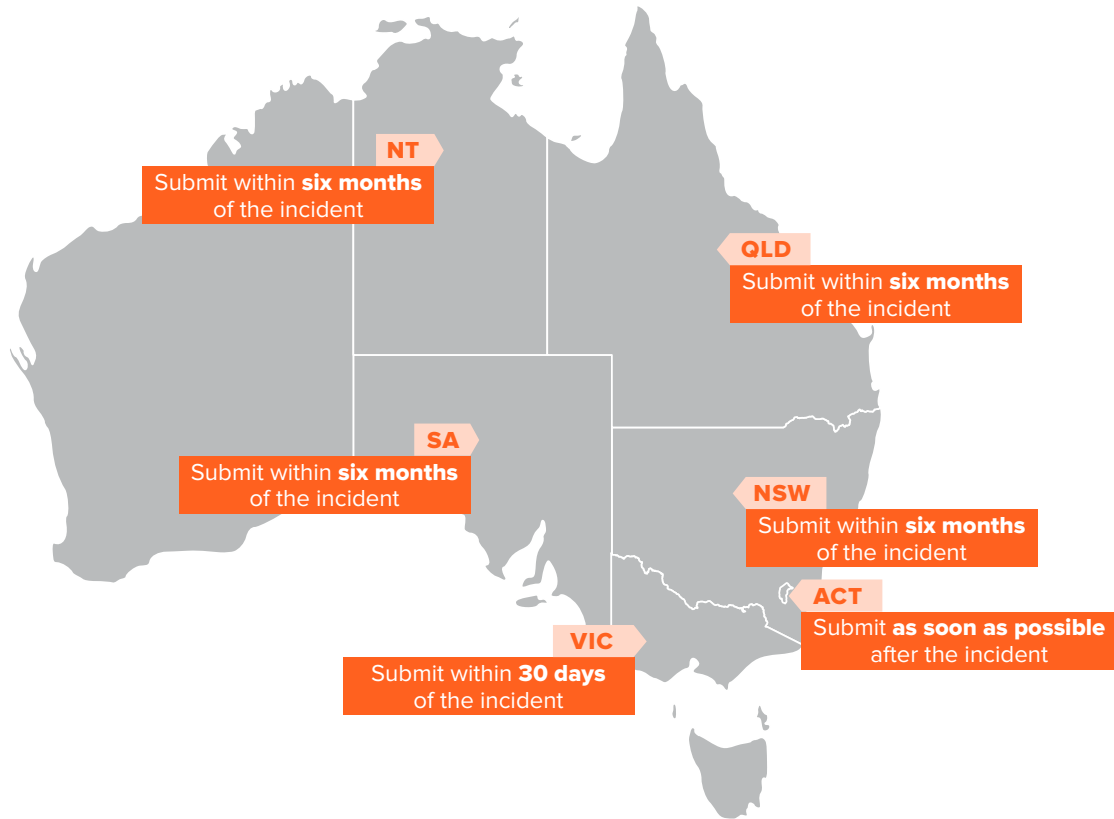 NT
Submit within six months
of the incident
QLD
Submit within six months
of the incident
SA
Submit within six months
of the incident
NSW
Submit within six months
of the incident
ACT
Submit as soon as possible
after the incident
VIC
Submit within 30 days
of the incident